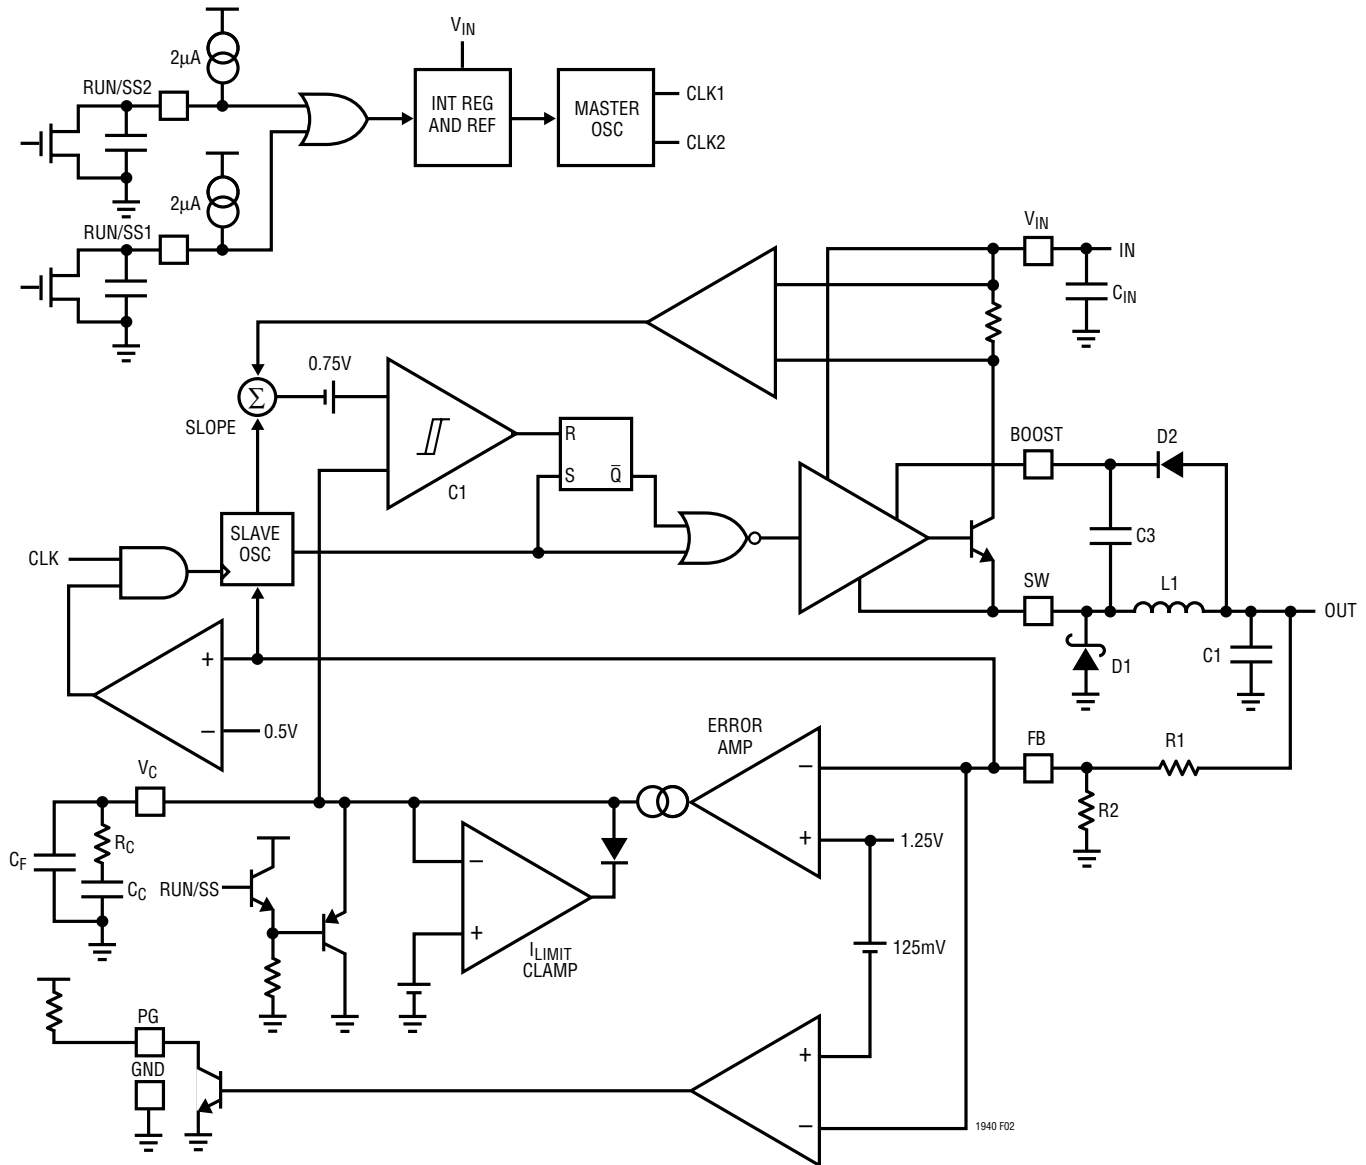 2µA
V_IN
RUN/SS2
INT REG
AND REF
MASTER
OSC
CLK1
CLK2
2µA
RUN/SS1
V_IN
IN
C_IN
0.75V
Σ
SLOPE
R
S
Q̅
C1
BOOST
D2
C3
SLAVE
OSC
CLK
SW
L1
OUT
D1
C1
+
−
0.5V
ERROR
AMP
FB
R1
R2
−
+
1.25V
V_C
R_C
C_F
C_C
RUN/SS
−
+
I_LIMIT
CLAMP
125mV
PG
GND
+
−
1940 F02